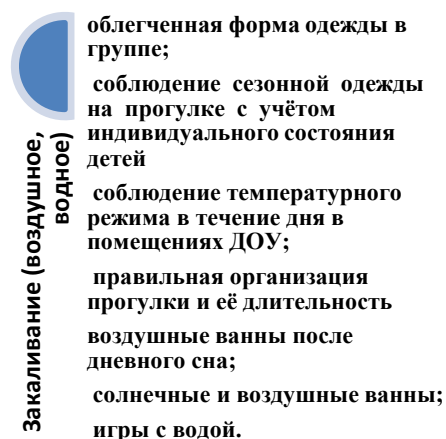 облегченная форма одежды в
группе;
соблюдение сезонной одежды
на прогулке с учётом
индивидуального состояния
детей
соблюдение температурного
режима в течение дня в
помещениях ДОУ;
правильная организация
прогулки и её длительность
воздушные ванны после
дневного сна;
солнечные и воздушные ванны;
игры с водой.
Закаливание (воздушное,
водное)